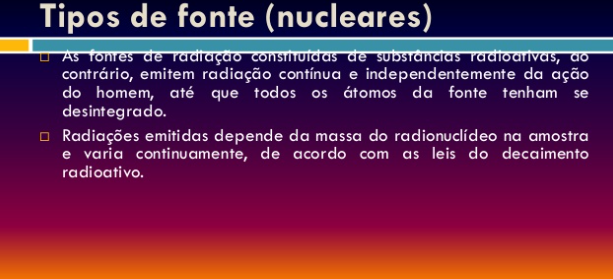 Tipos de fonte (nucleares)
As fontes de radiação constituídas de substâncias radioativas, ao
contrário, emitem radiação contínua e independentemente da ação
do homem, até que todos os átomos da fonte tenham se
desintegrado.
Radiações emitidas depende da massa do radionuclídeo na amostra
e varia continuamente, de acordo com as leis do decaimento
radioativo.